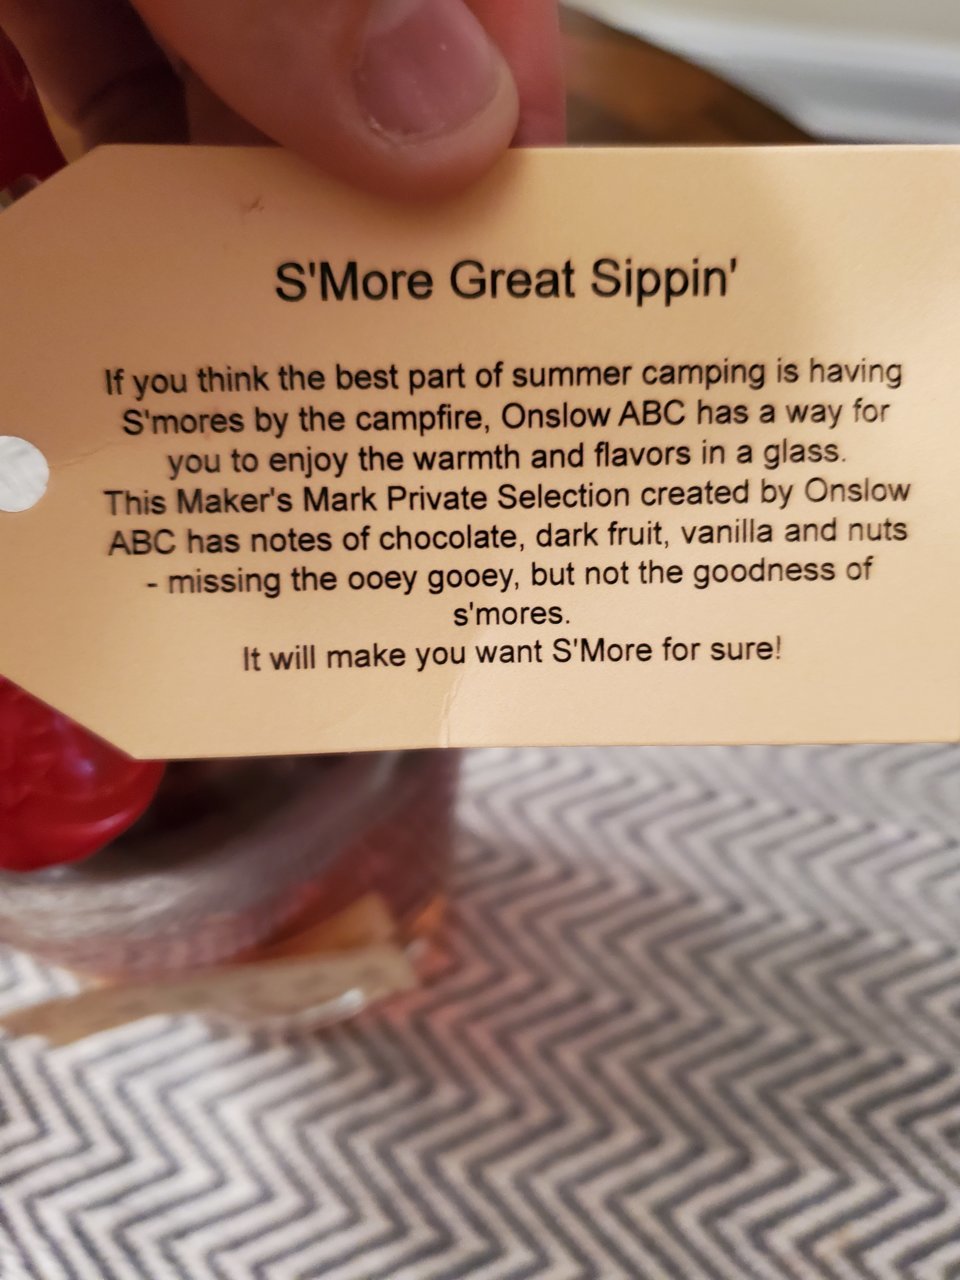 S'More Great Sippin'
If you think the best part of summer camping is having
S'mores by the campfire, Onslow ABC has a way for
you to enjoy the warmth and flavors in a glass.
This Maker's Mark Private Selection created by Onslow
ABC has notes of chocolate, dark fruit, vanilla and nuts
- missing the ooey gooey, but not the goodness of
s'mores.
It will make you want S'More for sure!